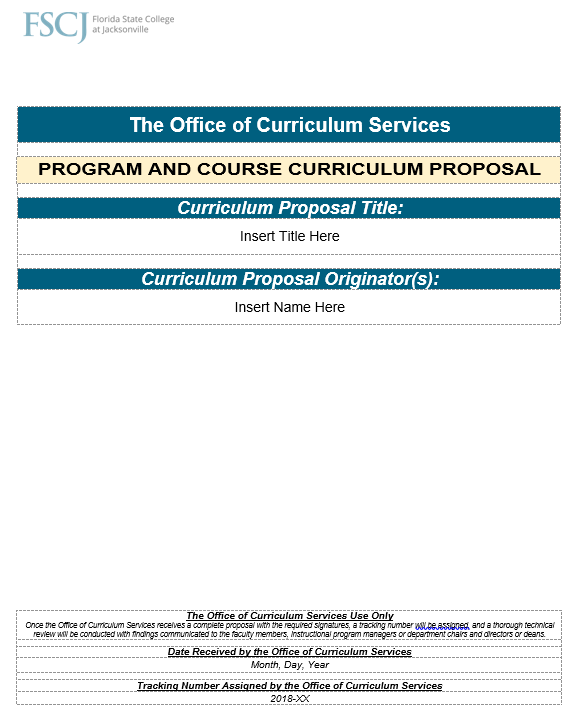 FSCJ
Florida State College
at Jacksonville
The Office of Curriculum Services
PROGRAM AND COURSE CURRICULUM PROPOSAL
Curriculum Proposal Title:
Insert Title Here
Curriculum Proposal Originator(s):
Insert Name Here
The Office of Curriculum Services Use Only
Once the Office of Curriculum Services receives a complete proposal with the required signatures, a tracking number will be assigned, and a thorough technical
review will be conducted with findings communicated to the faculty members, instructional program managers or department chairs and directors or deans.
Date Received by the Office of Curriculum Services
Month, Day, Year
Tracking Number Assigned by the Office of Curriculum Services
2018-XX